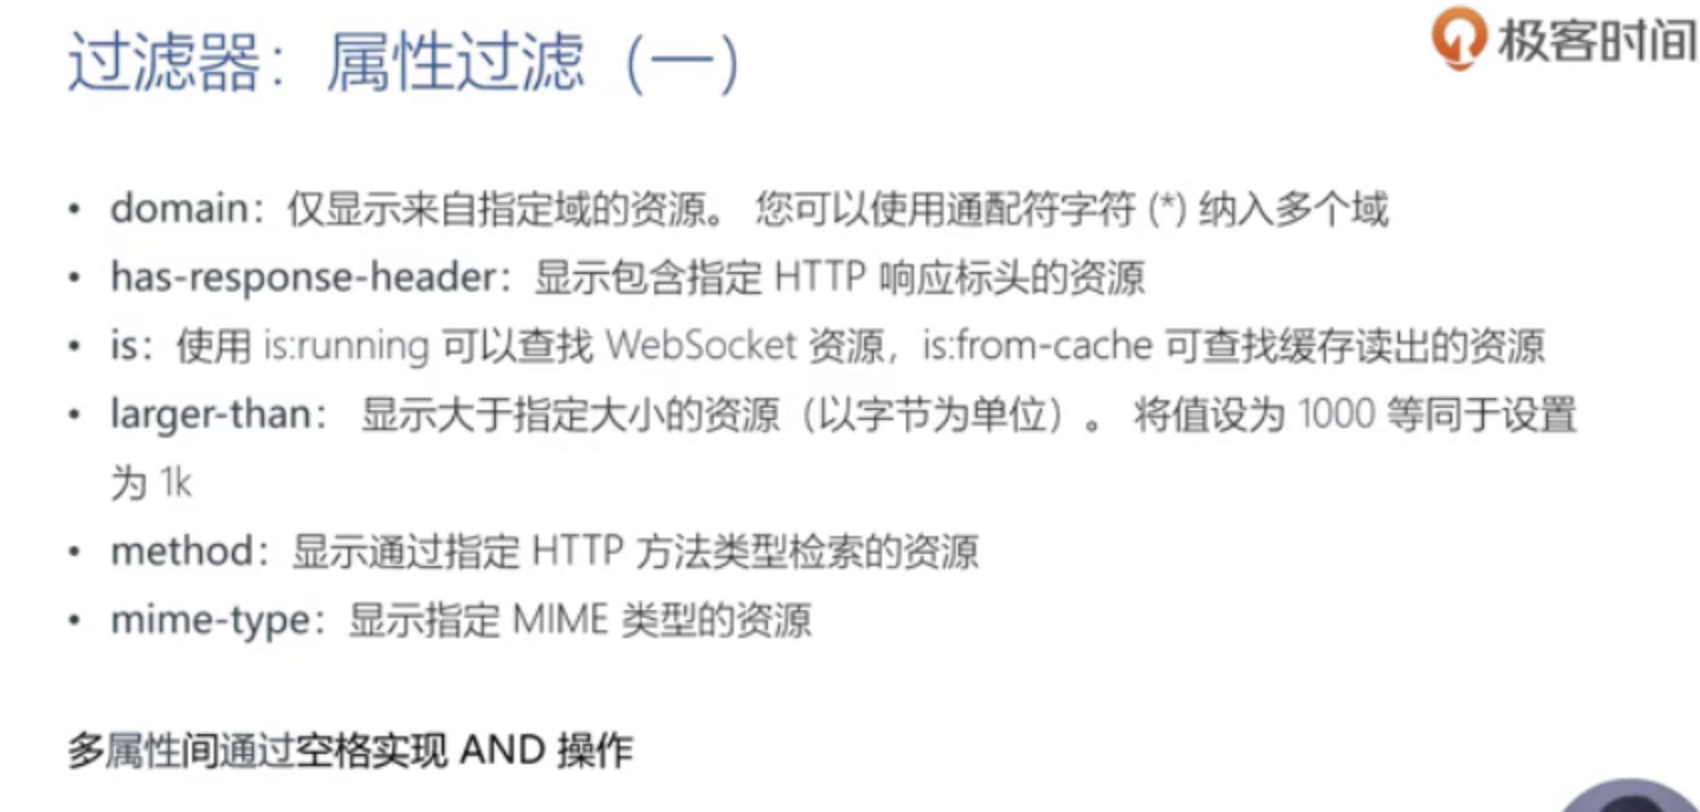 过滤器：属性过滤（一）
极客时间
• domain：仅显示来自指定域的资源。 您可以使用通配符字符 (*) 纳入多个域
• has-response-header：显示包含指定 HTTP 响应标头的资源
• is：使用 is:running 可以查找 WebSocket 资源，is:from-cache 可查找缓存读出的资源
• larger-than： 显示大于指定大小的资源（以字节为单位）。 将值设为 1000 等同于设置
为 1k
• method：显示通过指定 HTTP 方法类型检索的资源
• mime-type：显示指定 MIME 类型的资源
多属性间通过空格实现 AND 操作